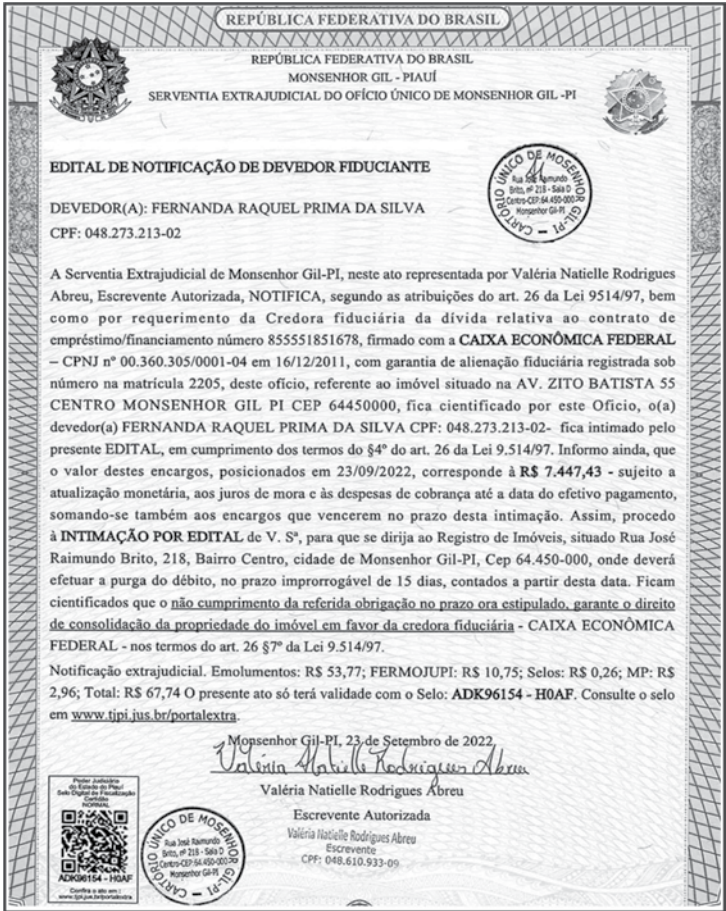 REPÚBLICA FEDERATIVA DO BRASIL
REPÚBLICA FEDERATIVA DO BRASIL
MONSENHOR GIL - PIAUÍ
SERVENTIA EXTRAJUDICIAL DO OFÍCIO ÚNICO DE MONSENHOR GIL -PI
EDITAL DE NOTIFICAÇÃO DE DEVEDOR FIDUCIANTE
CARTÓRIO ÚNICO DE MOSENHOR GIL-PI
Rua José Raimundo
Brito, nº 218 - Sala D
Centro-CEP:64.450-000
Monsenhor Gil-PI
DEVEDOR(A): FERNANDA RAQUEL PRIMA DA SILVA
CPF: 048.273.213-02
A Serventia Extrajudicial de Monsenhor Gil-PI, neste ato representada por Valéria Natielle Rodrigues
Abreu, Escrevente Autorizada, NOTIFICA, segundo as atribuições do art. 26 da Lei 9514/97, bem
como por requerimento da Credora fiduciária da dívida relativa ao contrato de
empréstimo/financiamento número 855551851678, firmado com a CAIXA ECONÔMICA FEDERAL
– CPNJ nº 00.360.305/0001-04 em 16/12/2011, com garantia de alienação fiduciária registrada sob
número na matrícula 2205, deste ofício, referente ao imóvel situado na AV. ZITO BATISTA 55
CENTRO MONSENHOR GIL PI CEP 64450000, fica cientificado por este Ofício, o(a)
devedor(a) FERNANDA RAQUEL PRIMA DA SILVA CPF: 048.273.213-02- fica intimado pelo
presente EDITAL, em cumprimento dos termos do §4º do art. 26 da Lei 9.514/97. Informo ainda, que
o valor destes encargos, posicionados em 23/09/2022, corresponde à R$ 7.447,43 - sujeito a
atualização monetária, aos juros de mora e às despesas de cobrança até a data do efetivo pagamento,
somando-se também aos encargos que vencerem no prazo desta intimação. Assim, procedo
à INTIMAÇÃO POR EDITAL de V. Sª, para que se dirija ao Registro de Imóveis, situado Rua José
Raimundo Brito, 218, Bairro Centro, cidade de Monsenhor Gil-PI, Cep 64.450-000, onde deverá
efetuar a purga do débito, no prazo improrrogável de 15 dias, contados a partir desta data. Ficam
cientificados que o não cumprimento da referida obrigação no prazo ora estipulado, garante o direito
de consolidação da propriedade do imóvel em favor da credora fiduciária - CAIXA ECONÔMICA
FEDERAL - nos termos do art. 26 §7º da Lei 9.514/97.
Notificação extrajudicial. Emolumentos: R$ 53,77; FERMOJUPI: R$ 10,75; Selos: R$ 0,26; MP: R$
2,96; Total: R$ 67,74 O presente ato só terá validade com o Selo: ADK96154 - H0AF. Consulte o selo
em www.tjpi.jus.br/portalextra.
Monsenhor Gil-PI, 23 de Setembro de 2022
Valéria Natielle Rodrigues Abreu
Valéria Natielle Rodrigues Abreu
Escrevente Autorizada
Valéria Natielle Rodrigues Abreu
Escrevente
CPF: 048.610.933-09
Poder Judiciário
do Estado do Piauí
Selo Digital de Fiscalização
Certidão
NORMAL
ADK96154 - H0AF
Confira o ato em :
www.tjpi.jus.br/portalextra
CARTÓRIO ÚNICO DE MOSENHOR GIL-PI
Rua José Raimundo
Brito, nº 218 - Sala D
Centro-CEP:64.450-000
Monsenhor Gil-PI